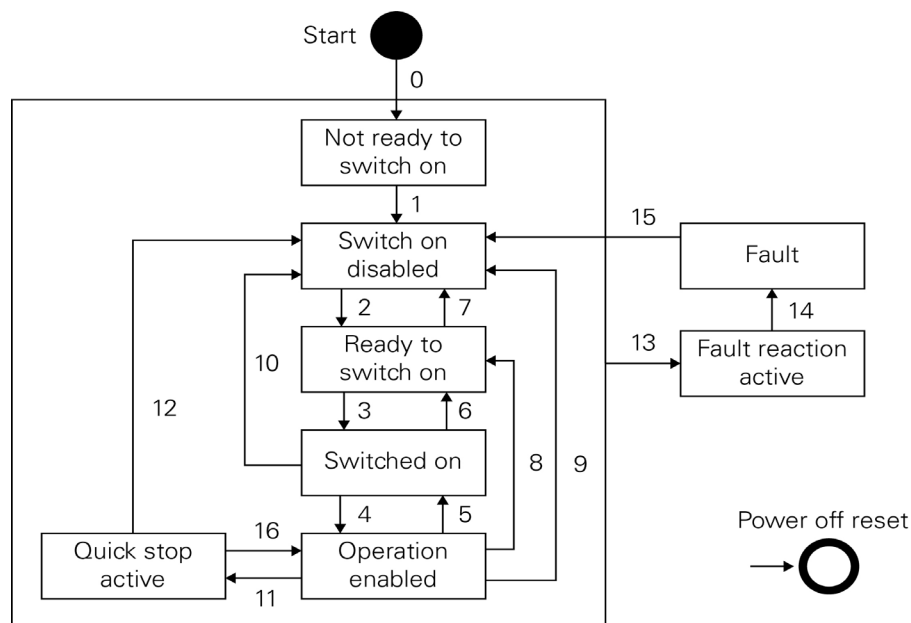 Start
0
Not ready to
switch on
1
15
Switch on
disabled
Fault
2
7
14
10
Ready to
switch on
13
Fault reaction
active
12
3
6
Switched on
8
9
4
5
Power off reset
16
Quick stop
active
Operation
enabled
11